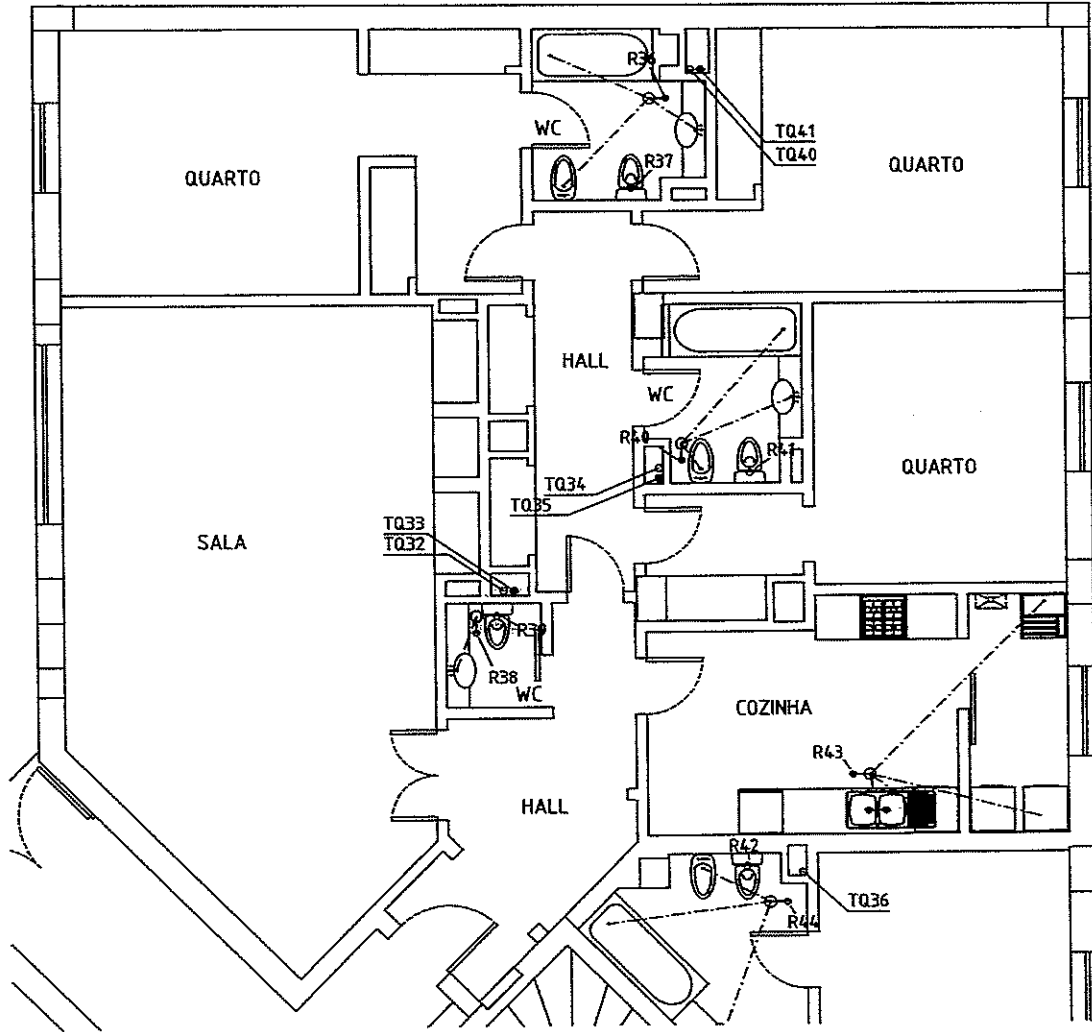 R36
WC
TQ41
TQ40
QUARTO
R37
QUARTO
HALL
WC
R40
R41
QUARTO
TQ34
TQ35
TQ33
TQ32
SALA
R39
R38
WC
COZINHA
R43
HALL
R42
TQ36
R44